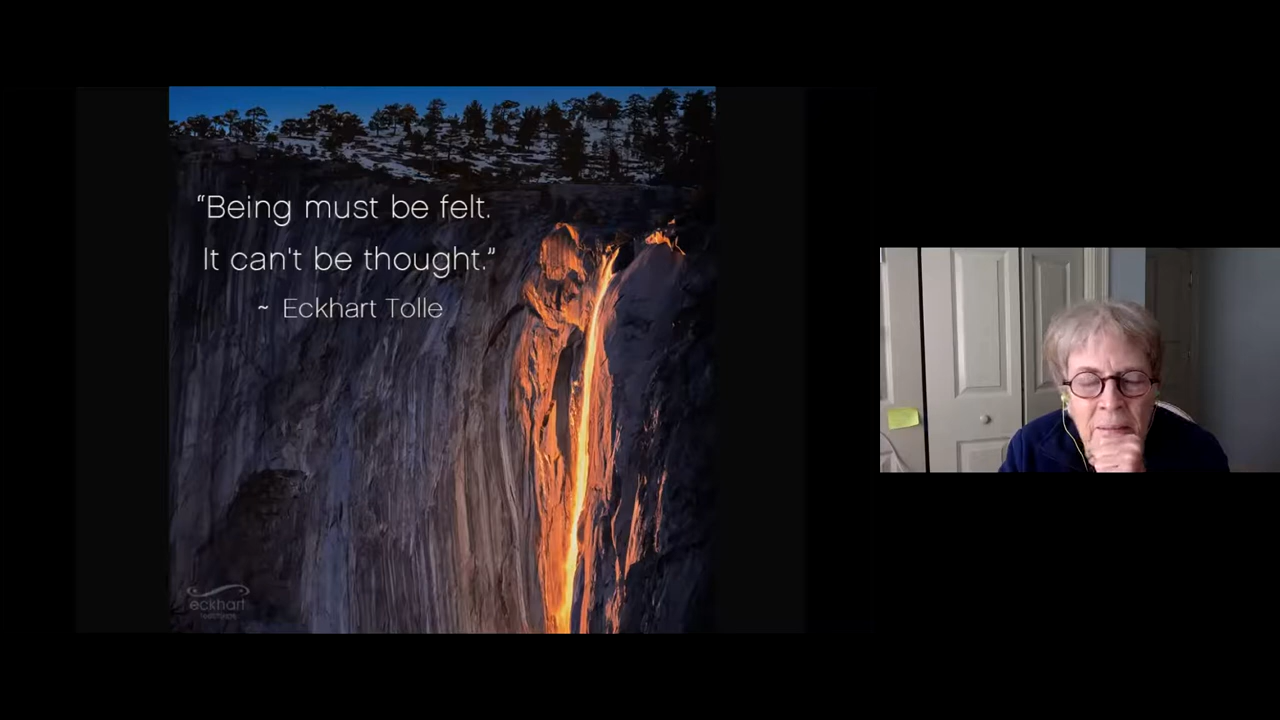 “Being must be felt.
It can't be thought.”
~ Eckhart Tolle
eckhart